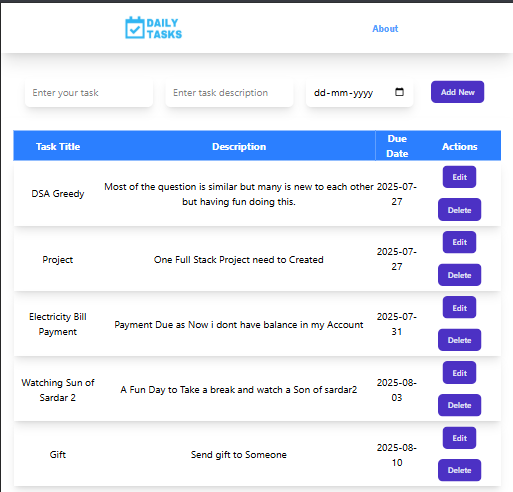 DAILY
TASKS
About
Enter your task
Enter task description
dd-mm-yyyy
Add New
Task Title
Description
Due
Date
Actions
DSA Greedy
Most of the question is similar but many is new to each other
but having fun doing this.
2025-07-
27
Edit
Delete
Project
One Full Stack Project need to Created
2025-07-
27
Edit
Delete
Electricity Bill
Payment
Payment Due as Now i dont have balance in my Account
2025-07-
31
Edit
Delete
Watching Sun of
Sardar 2
A Fun Day to Take a break and watch a Son of sardar2
2025-08-
03
Edit
Delete
Gift
Send gift to Someone
2025-08-
10
Edit
Delete